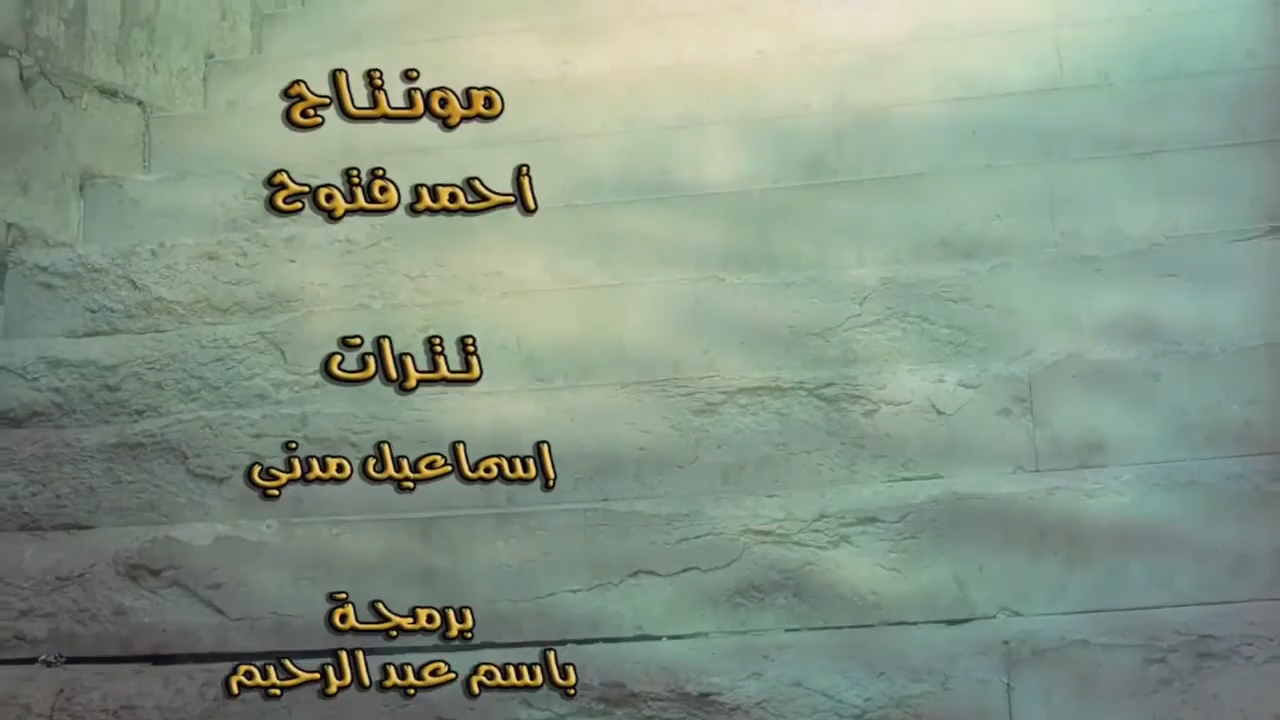 مونتاج
أحمد فتوح
تترات
إسماعيل مدني
برمجة
باسم عبد الرحيم